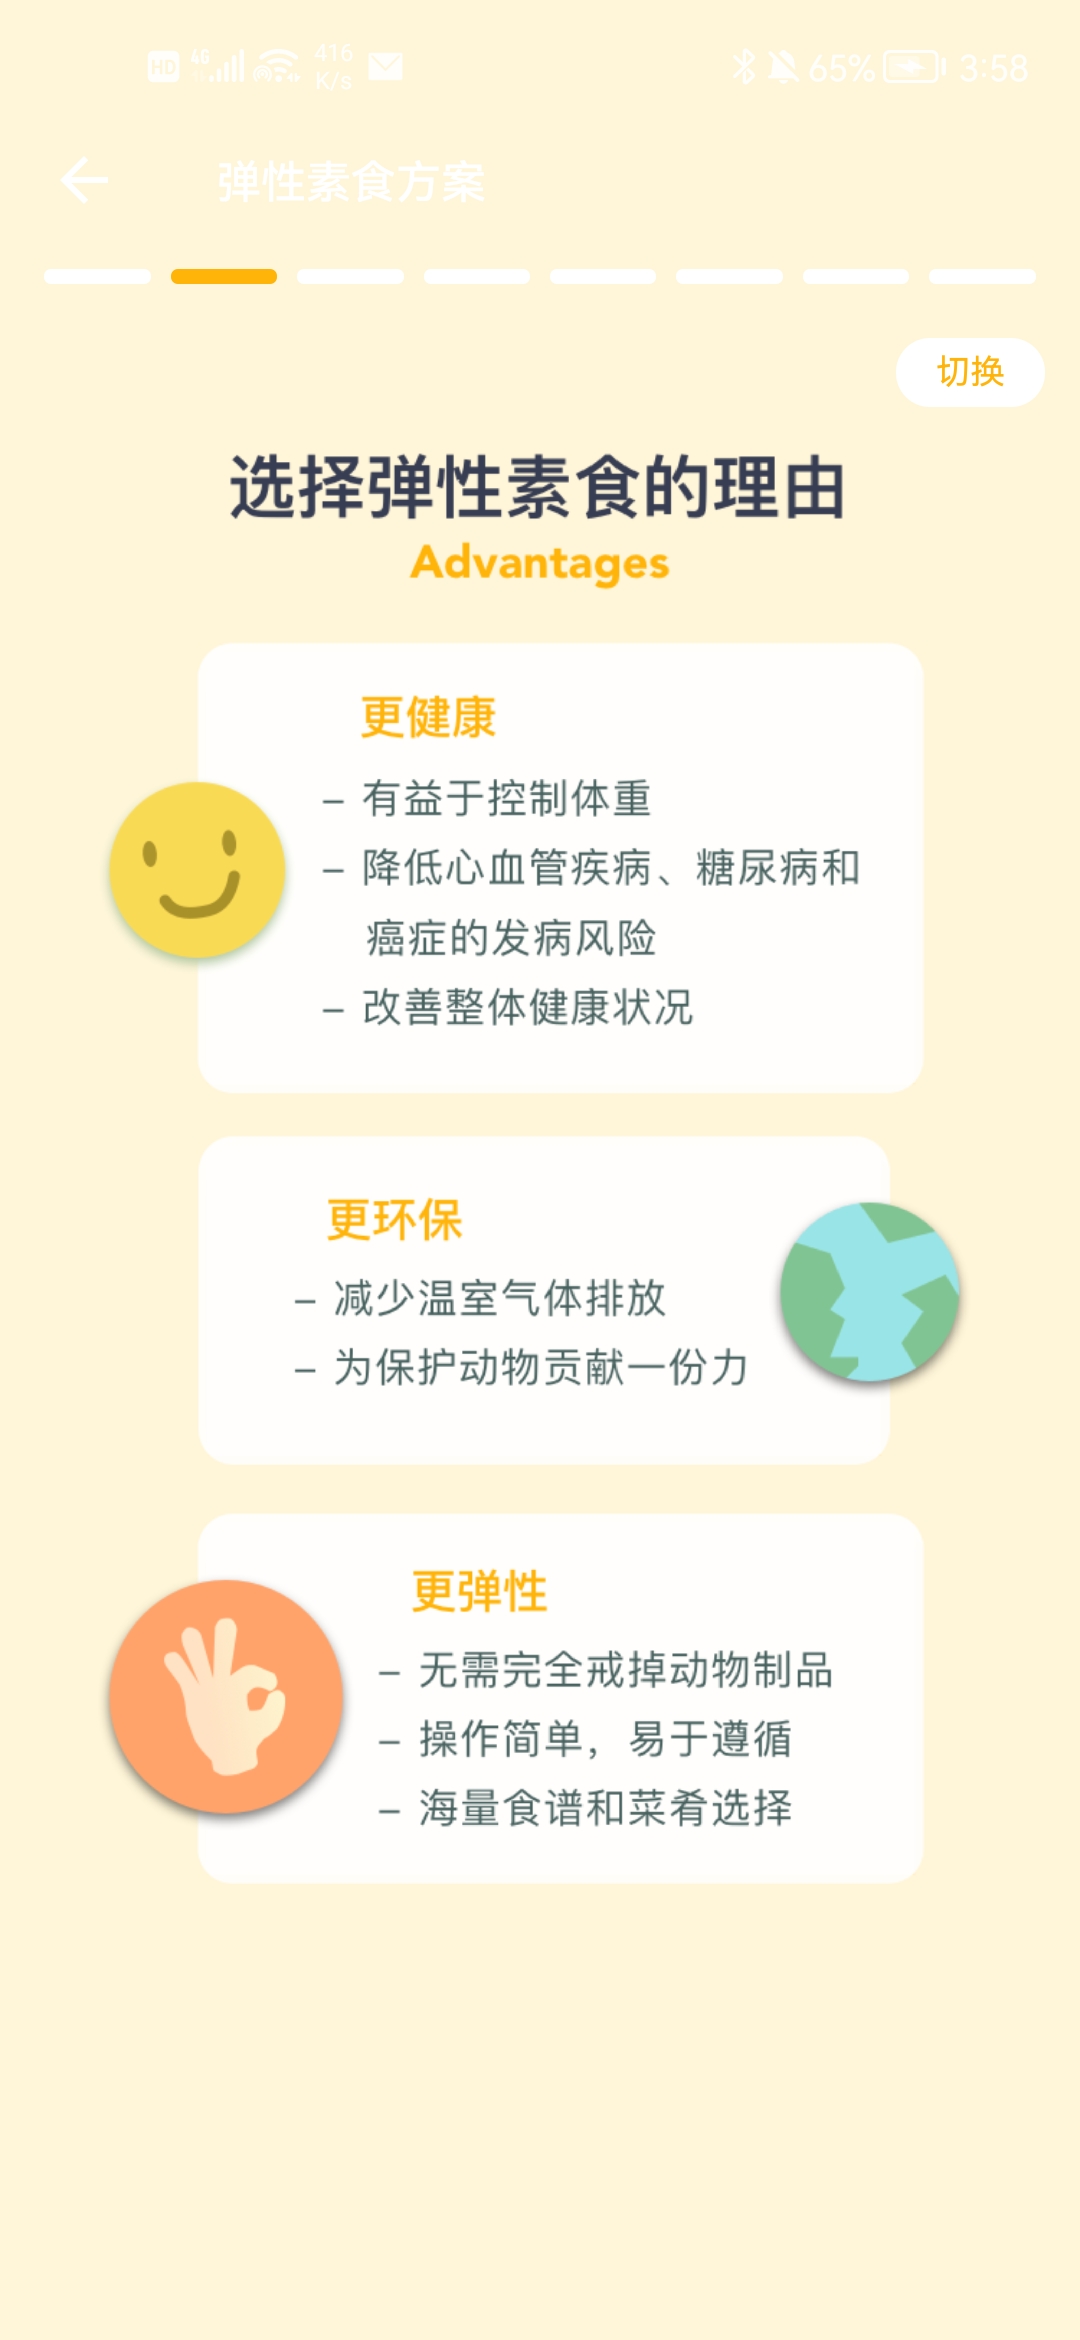 HD 4G 416 K/s 65% 3:58
弹性素食方案
切换
选择弹性素食的理由
Advantages
更健康
– 有益于控制体重
– 降低心血管疾病、糖尿病和
癌症的发病风险
– 改善整体健康状况
更环保
– 减少温室气体排放
– 为保护动物贡献一份力
更弹性
– 无需完全戒掉动物制品
– 操作简单，易于遵循
– 海量食谱和菜肴选择